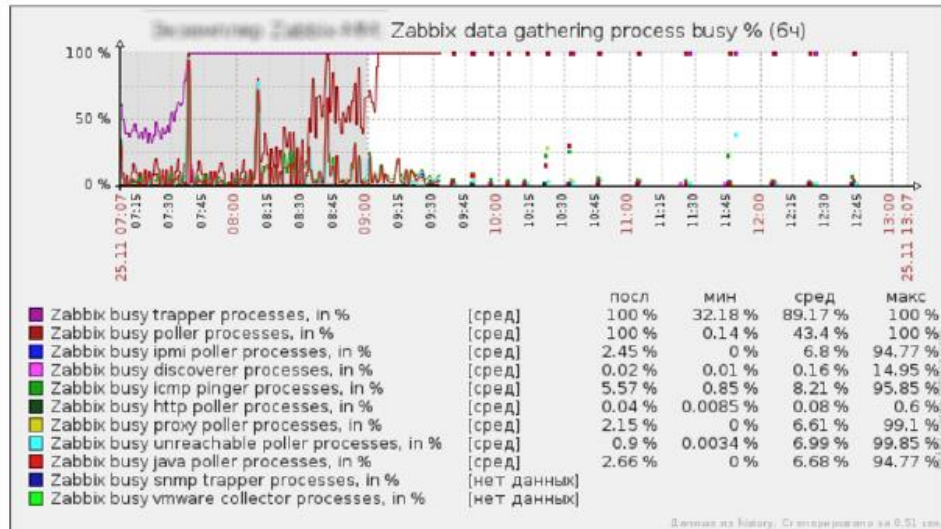 Zabbix data gathering process busy % (6ч)
100 %
50 %
0 %
25.11 07:07 07:15 07:30 07:45 08:00 08:15 08:30 08:45 09:00 09:15 09:30 09:45 10:00 10:15 10:30 10:45 11:00 11:15 11:30 11:45 12:00 12:15 12:30 12:45 13:00 25.11 13:07
посл мин сред макс
Zabbix busy trapper processes, in % [сред] 100 % 32.18 % 89.17 % 100 %
Zabbix busy poller processes, in % [сред] 100 % 0.14 % 43.4 % 100 %
Zabbix busy ipmi poller processes, in % [сред] 2.45 % 0 % 6.8 % 94.77 %
Zabbix busy discoverer processes, in % [сред] 0.02 % 0.01 % 0.16 % 14.95 %
Zabbix busy icmp pinger processes, in % [сред] 5.57 % 0.85 % 8.21 % 95.85 %
Zabbix busy http poller processes, in % [сред] 0.04 % 0.0085 % 0.08 % 0.6 %
Zabbix busy proxy poller processes, in % [сред] 2.15 % 0 % 6.61 % 99.1 %
Zabbix busy unreachable poller processes, in % [сред] 0.9 % 0.0034 % 6.99 % 99.85 %
Zabbix busy java poller processes, in % [сред] 2.66 % 0 % 6.68 % 94.77 %
Zabbix busy snmp trapper processes, in % [нет данных]
Zabbix busy vmware collector processes, in % [нет данных]
Данные из history. Сгенерировано за 0.51 сек